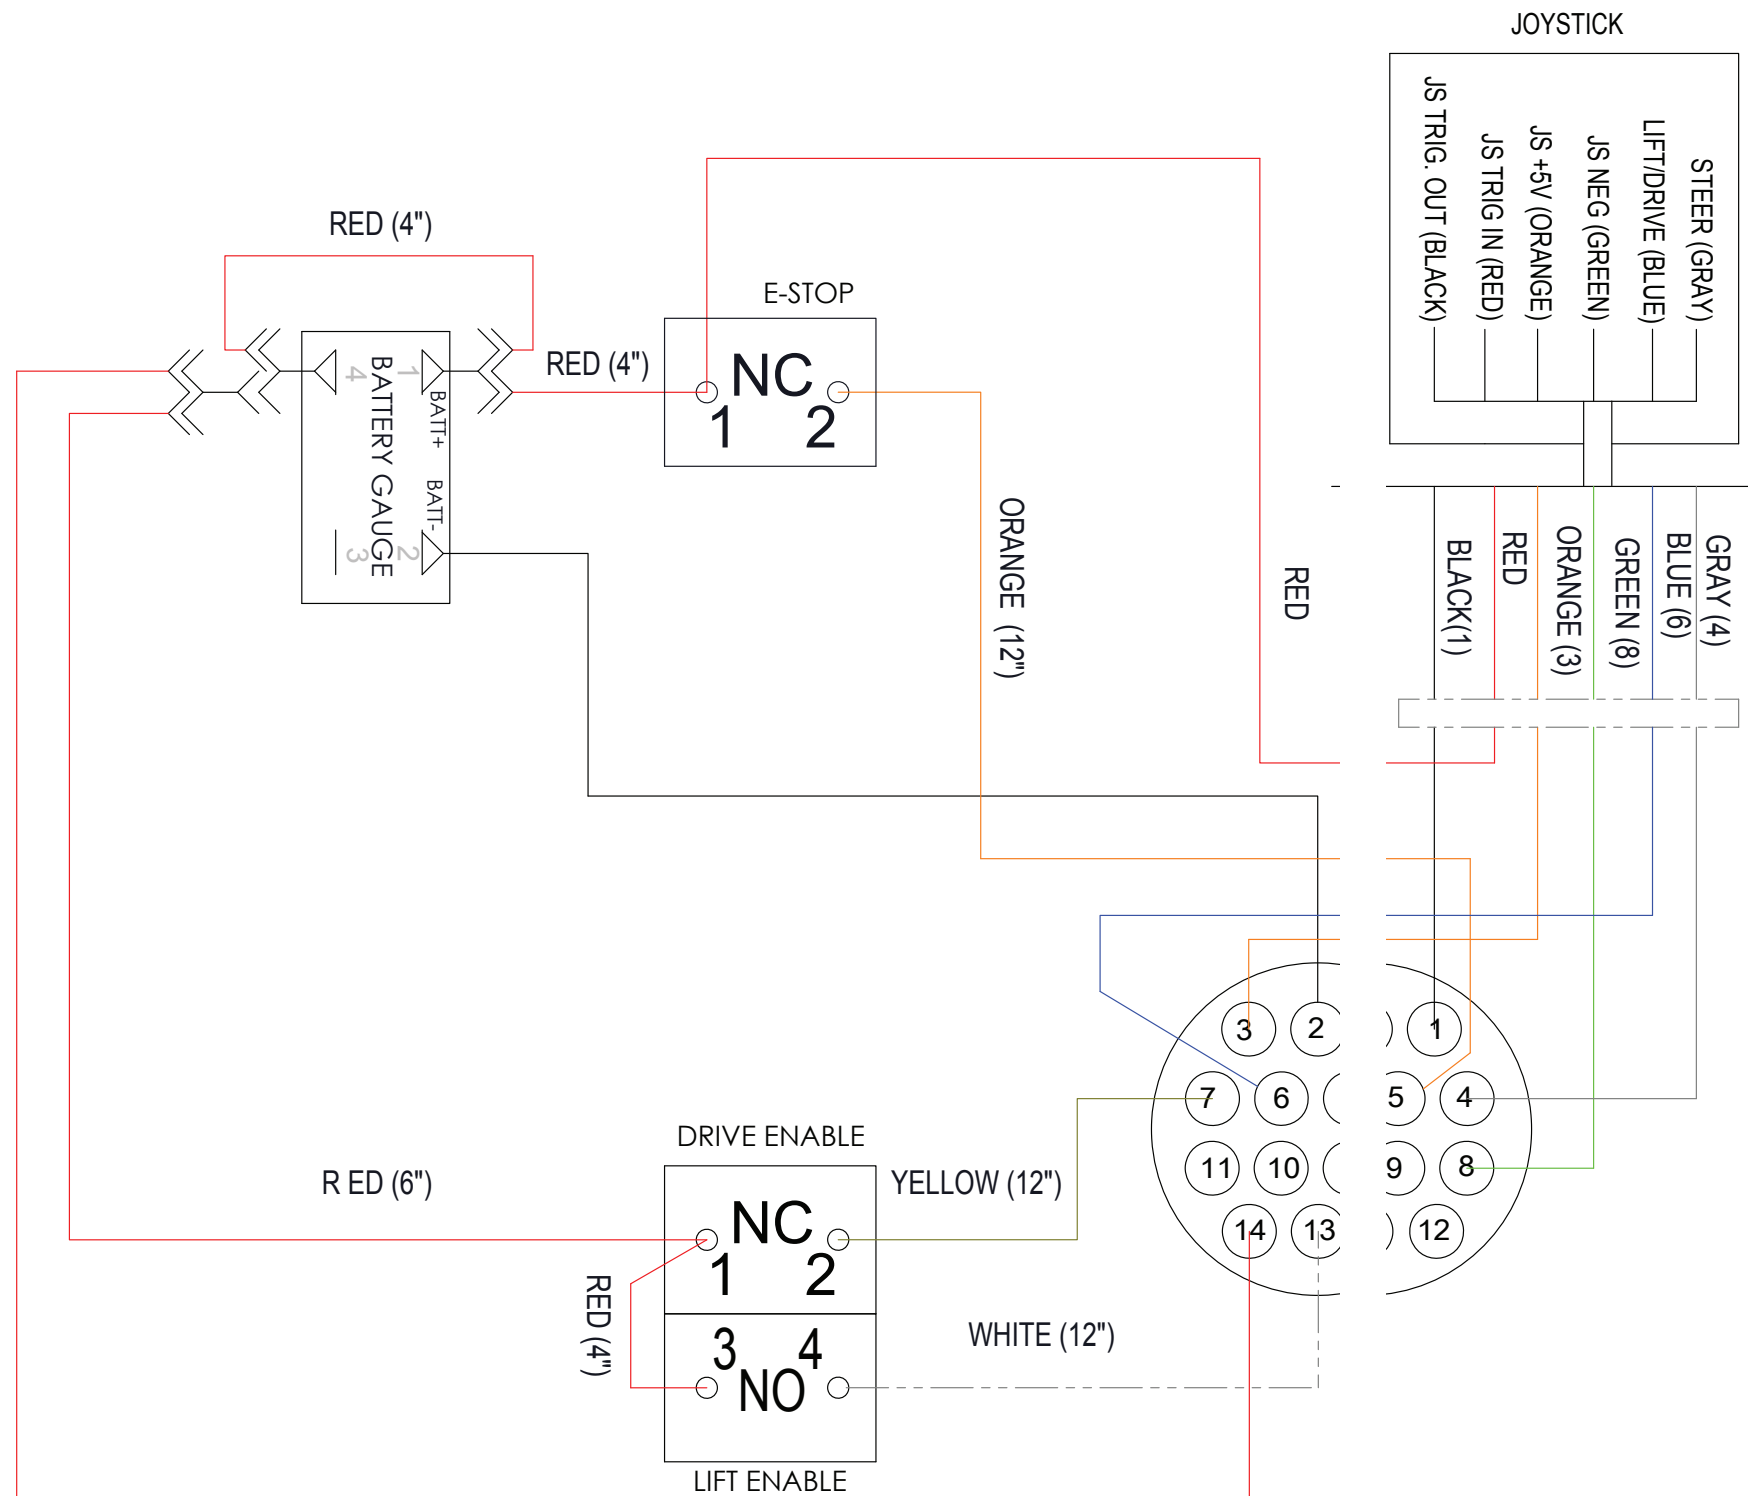 JOYSTICK
JS TRIG. OUT (BLACK)
JS TRIG IN (RED)
JS +5V (ORANGE)
JS NEG (GREEN)
LIFT/DRIVE (BLUE)
STEER (GRAY)
RED (4")
E-STOP
NC
1 2
RED (4")
4
1
BATT+
BATTERY GAUGE
BATT-
3
2
ORANGE (12")
RED
BLACK(1)
RED
ORANGE (3)
GREEN (8)
BLUE (6)
GRAY (4)
3 2 1
7 6 5 4
11 10 9 8
14 13 12
DRIVE ENABLE
R ED (6")
YELLOW (12")
NC
1 2
RED (4")
3 4
NO
WHITE (12")
LIFT ENABLE